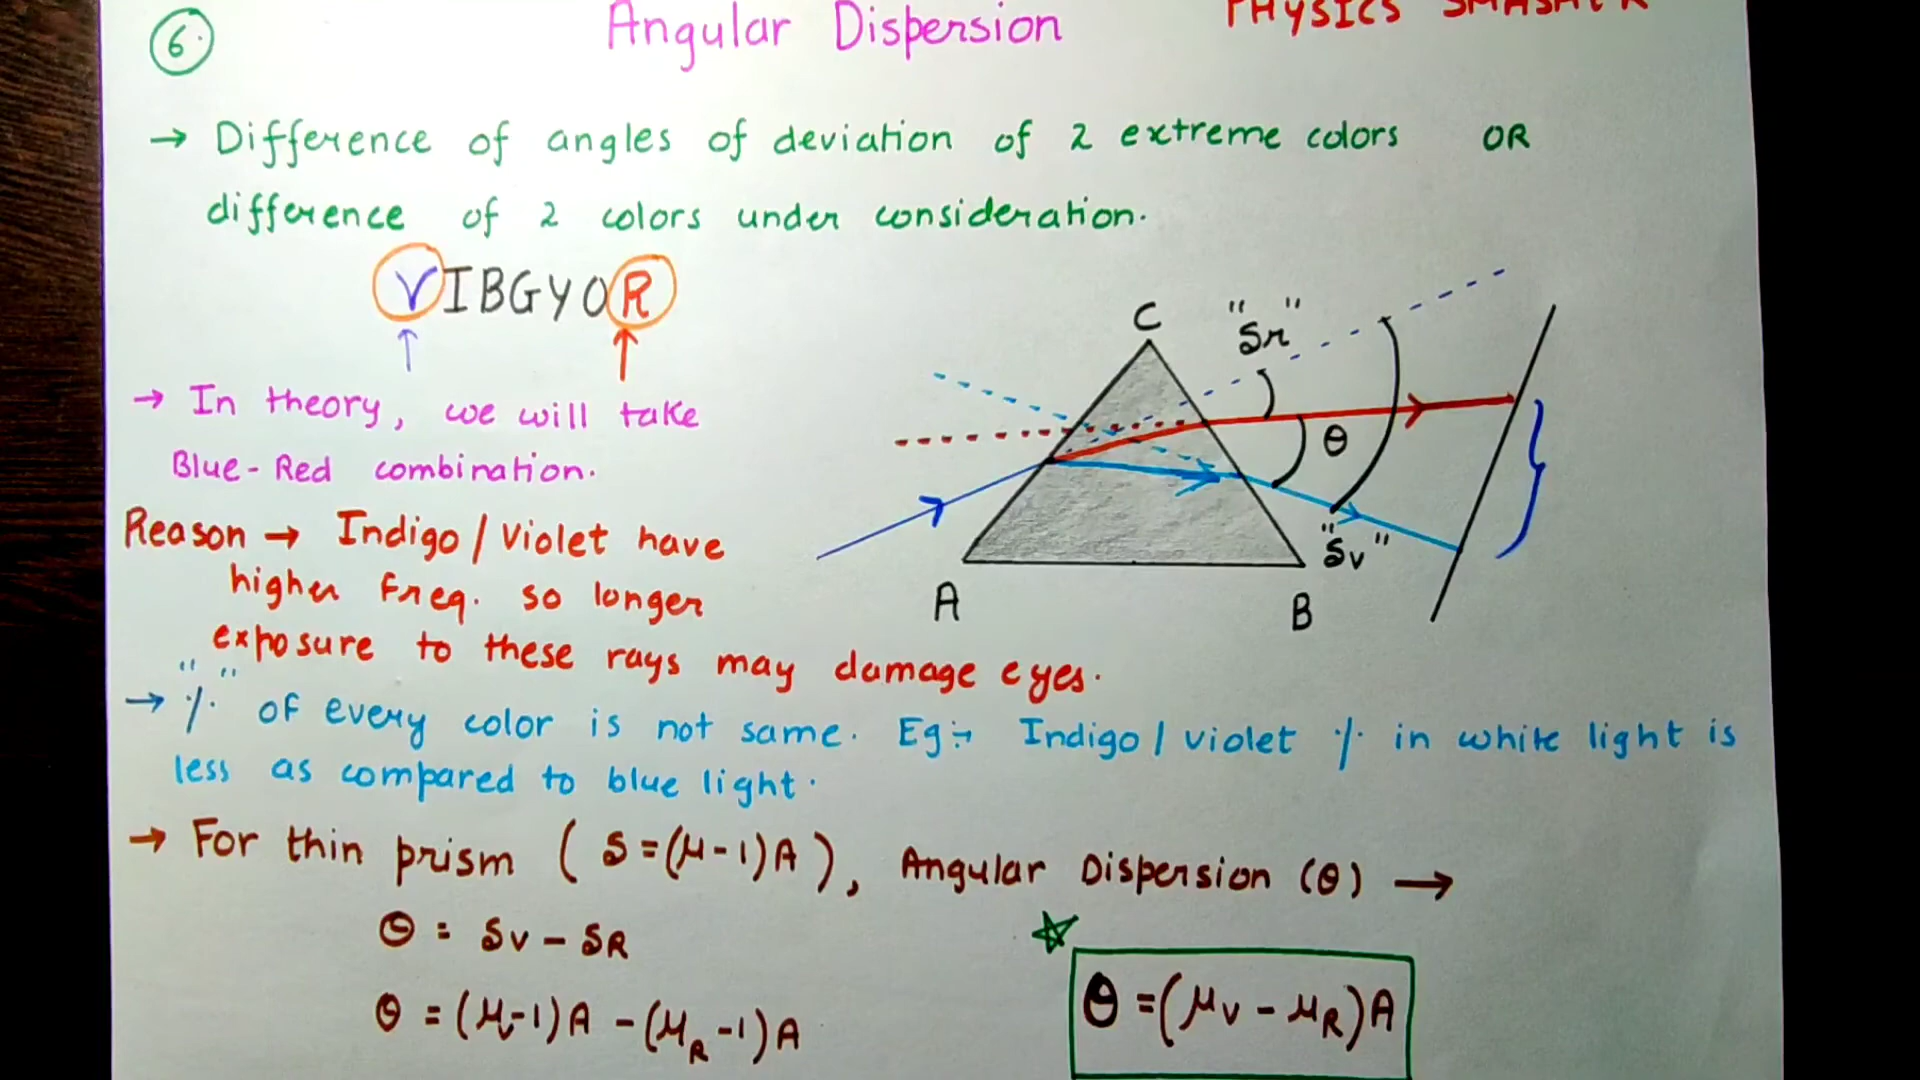 6.
Angular Dispersion
PHYSICS SMASHER
→ Difference of angles of deviation of 2 extreme colors OR
difference of 2 colors under consideration.
VIBGYOR
→ In theory, we will take
Blue-Red combination.
Reason → Indigo/Violet have
higher freq. so longer
exposure to these rays may damage eyes.
C
"δr"
θ
"δv"
A
B
→ "%" of every color is not same. Eg:→ Indigo/violet % in white light is
less as compared to blue light.
→ For thin prism (δ=(μ-1)A), Angular Dispersion (θ) →
θ = δv - δR
θ = (μv-1)A - (μR-1)A
θ=(μv - μR)A